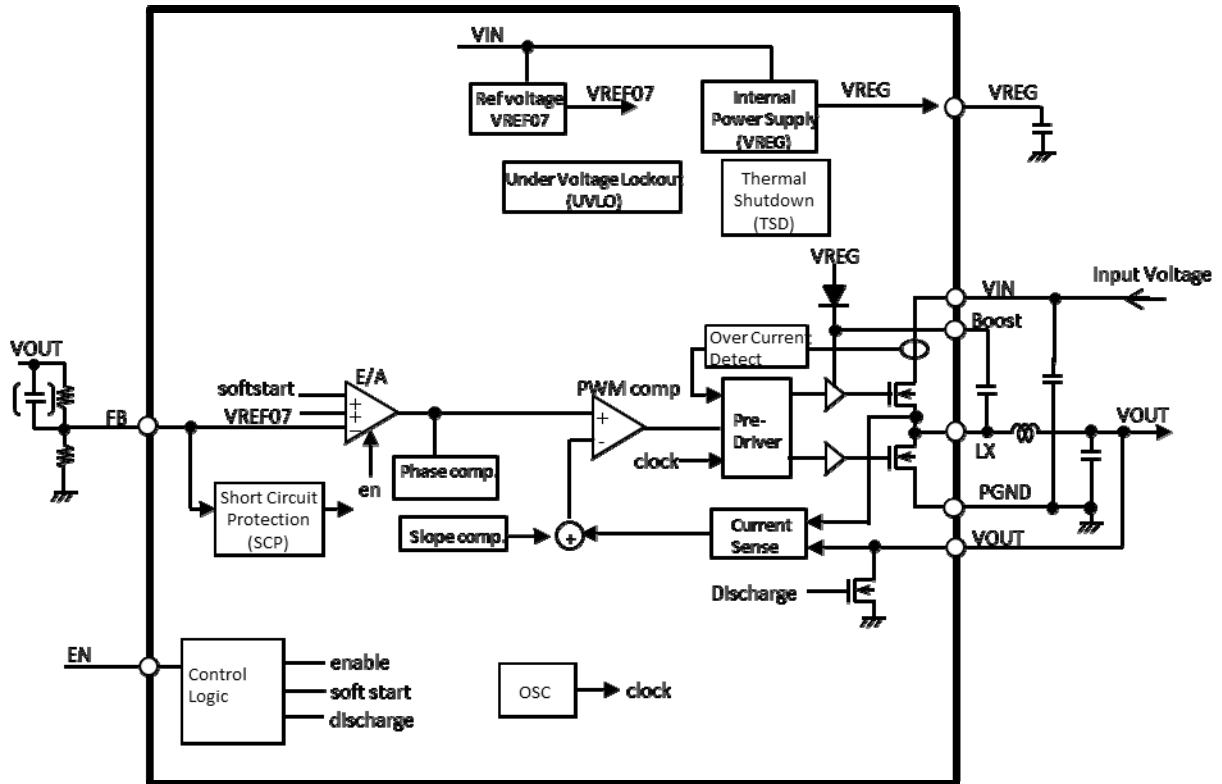 VIN
Ref voltage
VREF07
VREF07
Internal
Power Supply
(VREG)
VREG
VREG
Under Voltage Lockout
(UVLO)
Thermal
Shutdown
(TSD)
VREG
Input Voltage
VIN
Boost
Over Current
Detect
VOUT
E/A
softstart
+
PWM comp
+
Pre-
Driver
VOUT
FB
VREF07
+
−
-
clock
LX
Phase comp.
en
PGND
Short Circuit
Protection
(SCP)
Slope comp.
+
Current
Sense
VOUT
Discharge
EN
Control
Logic
enable
soft start
discharge
OSC
clock